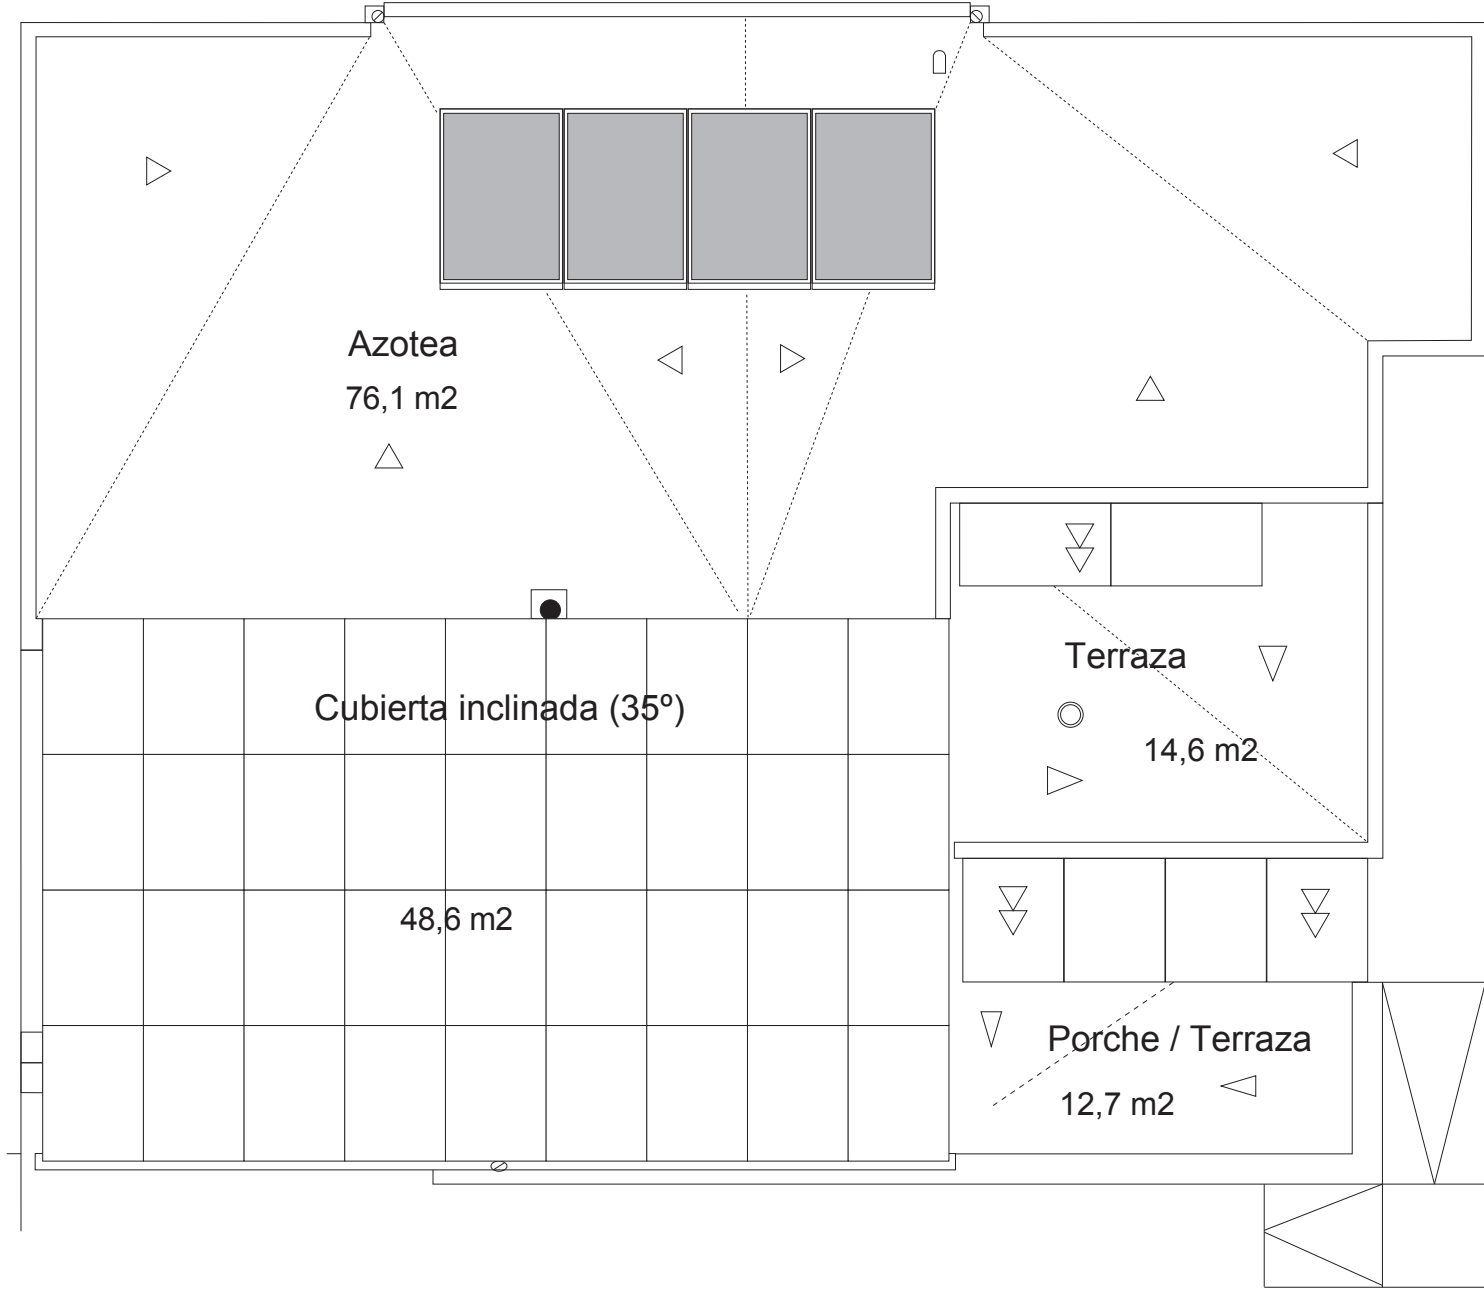 Azotea
76,1 m2
Terraza
14,6 m2
Cubierta inclinada (35º)
48,6 m2
Porche / Terraza
12,7 m2